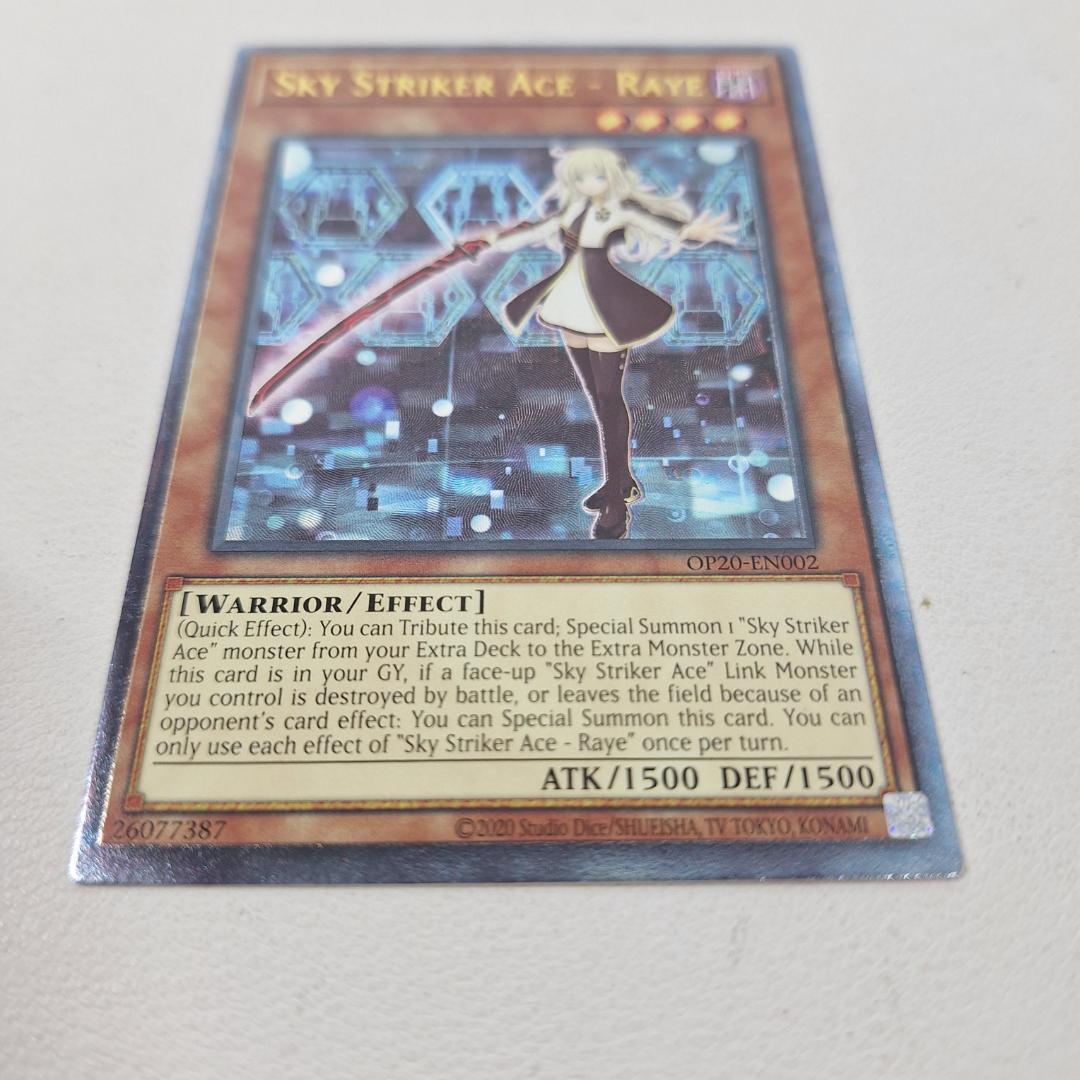 SKY STRIKER ACE - RAYE
OP20-EN002
[WARRIOR/EFFECT]
(Quick Effect): You can Tribute this card; Special Summon 1 "Sky Striker
Ace" monster from your Extra Deck to the Extra Monster Zone. While
this card is in your GY, if a face-up "Sky Striker Ace" Link Monster
you control is destroyed by battle, or leaves the field because of an
opponent's card effect: You can Special Summon this card. You can
only use each effect of "Sky Striker Ace - Raye" once per turn.
ATK/1500 DEF/1500
26077387 ©2020 Studio Dice/SHUEISHA, TV TOKYO, KONAMI